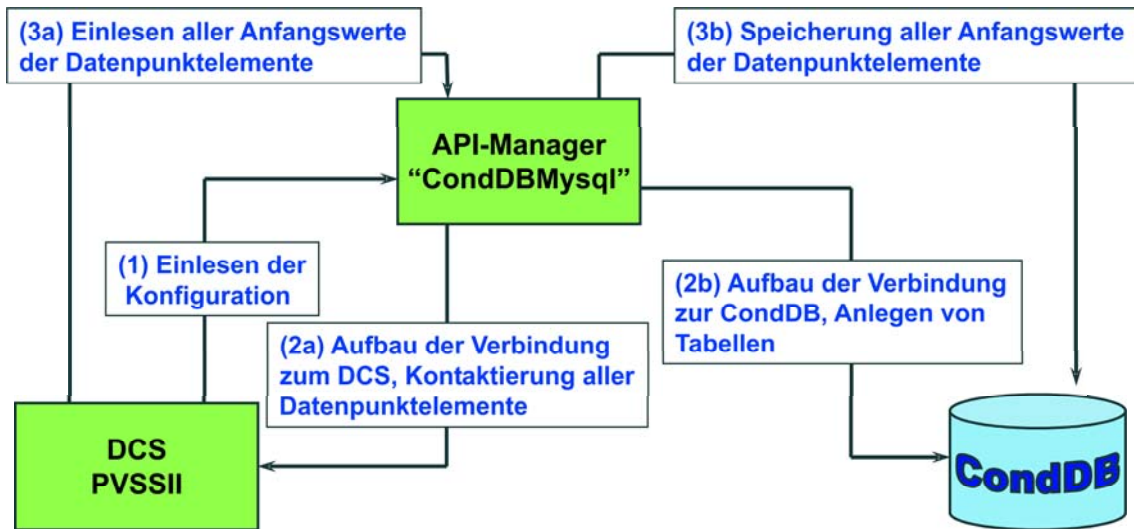 (3a) Einlesen aller Anfangswerte
der Datenpunktelemente
(3b) Speicherung aller Anfangswerte
der Datenpunktelemente
API-Manager
“CondDBMysql”
(1) Einlesen der
Konfiguration
(2a) Aufbau der Verbindung
zum DCS, Kontaktierung aller
Datenpunktelemente
(2b) Aufbau der Verbindung
zur CondDB, Anlegen von
Tabellen
DCS
PVSSII
CondDB